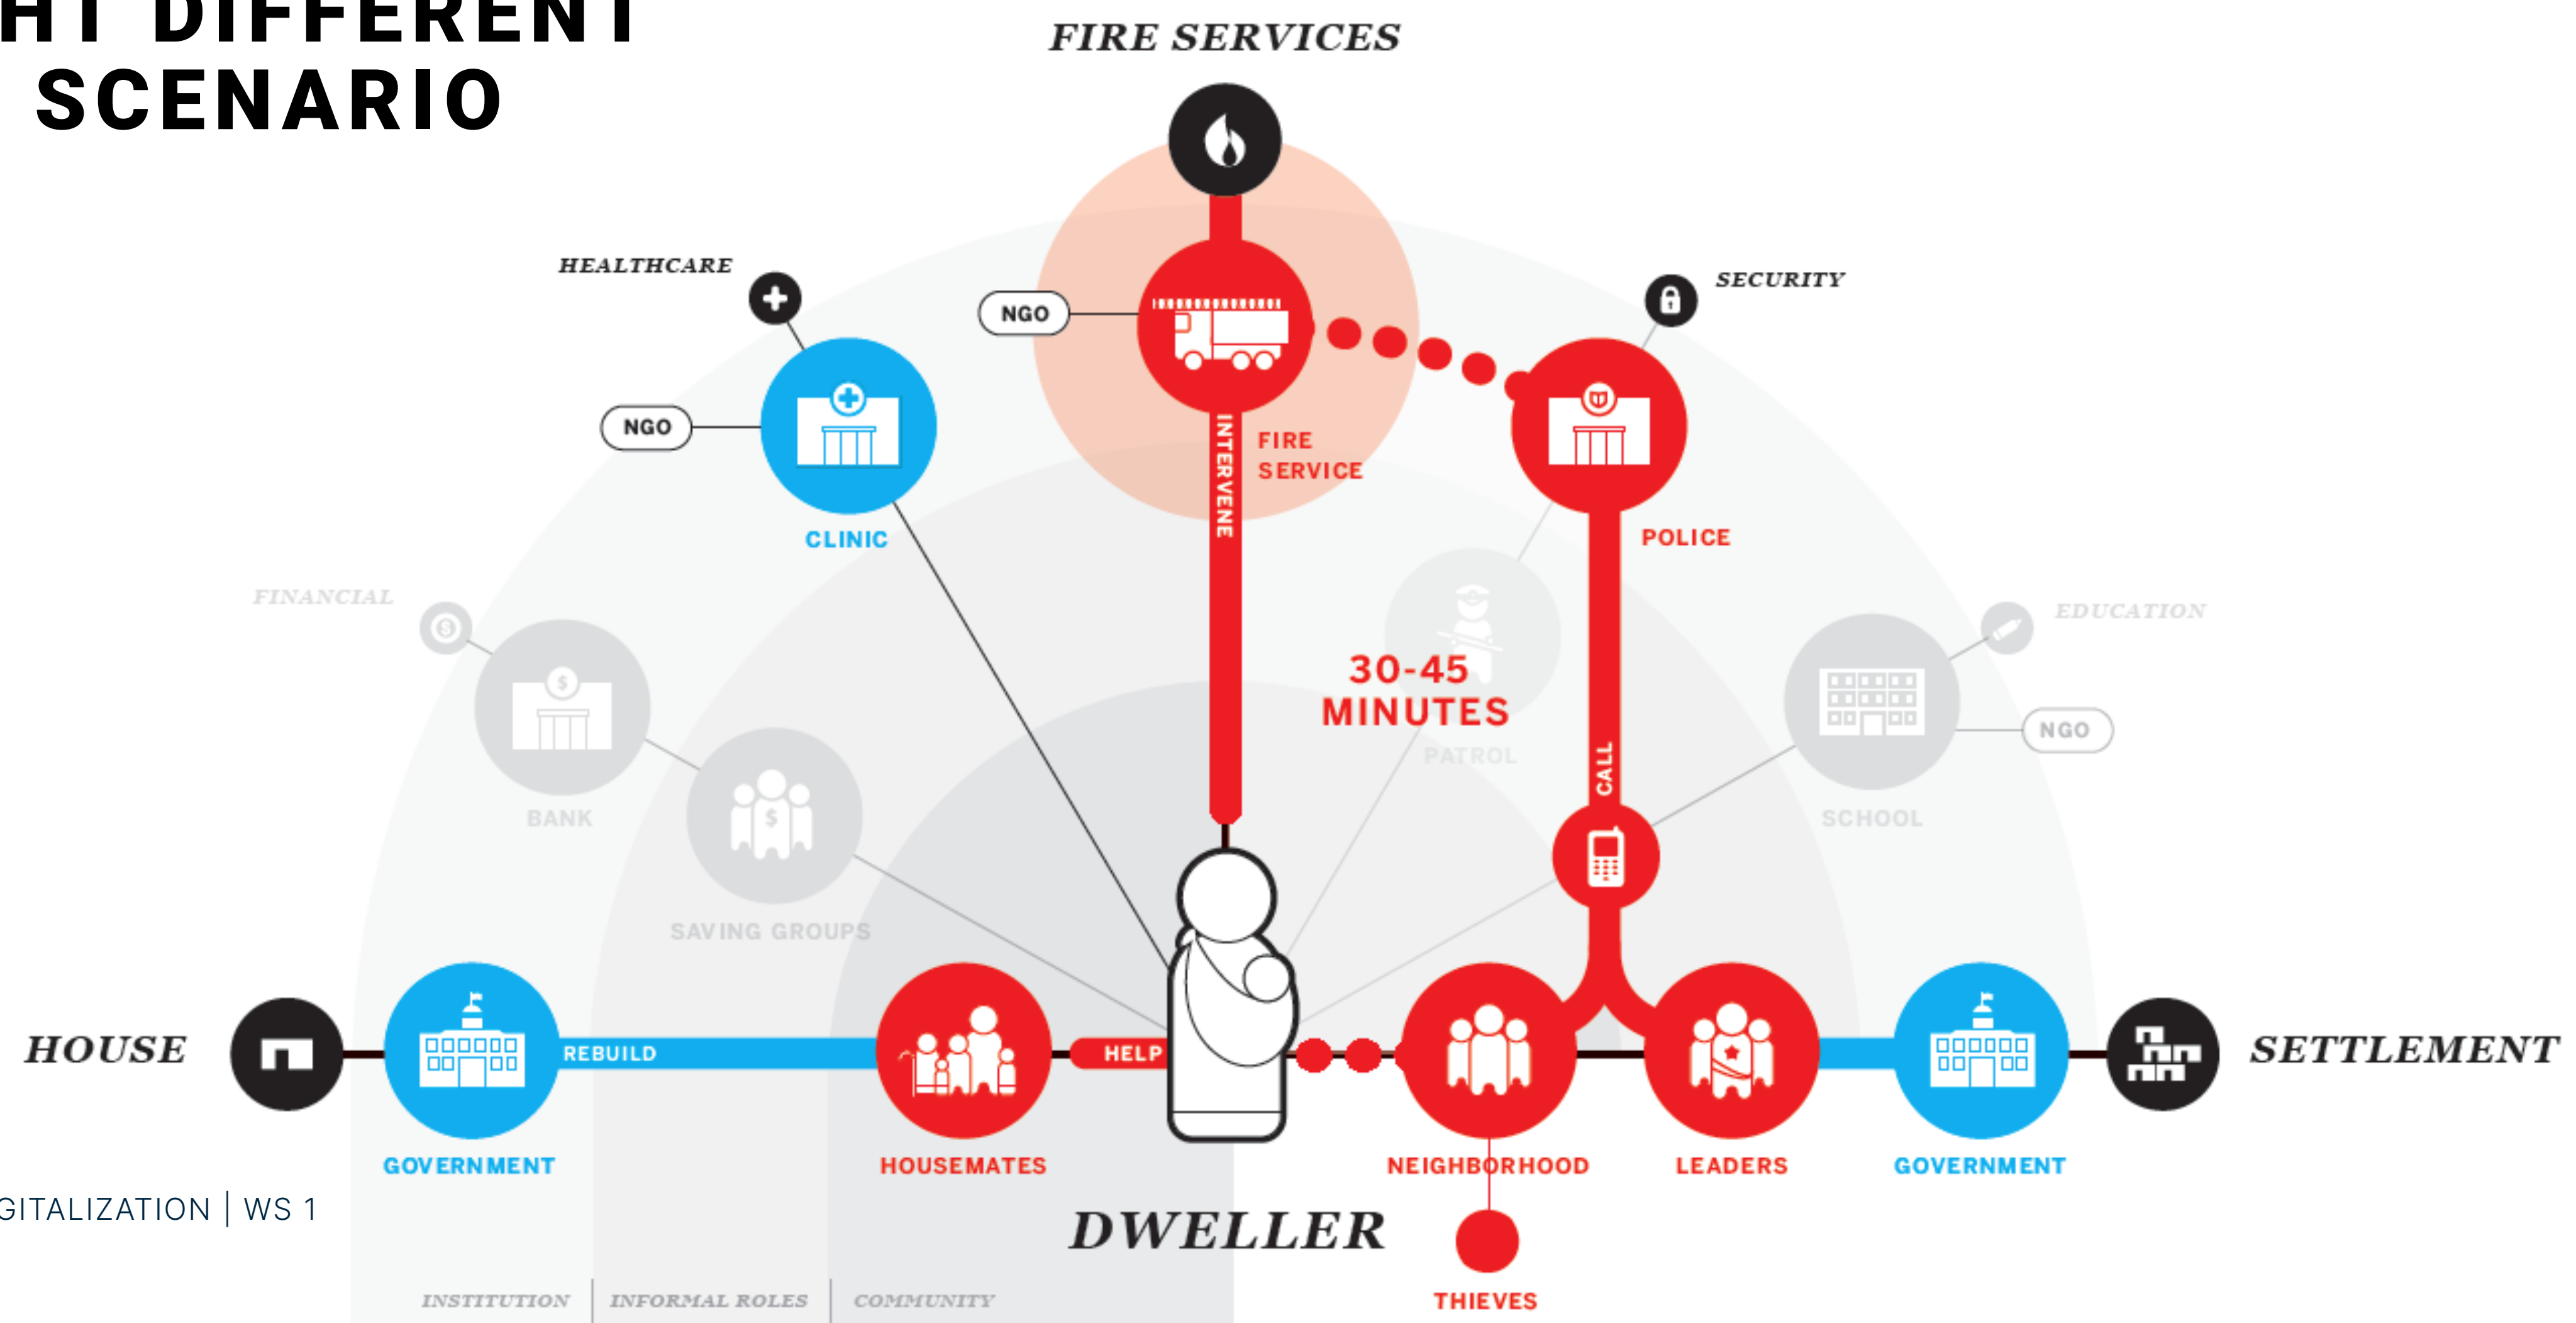 HT DIFFERENT
SCENARIO
FIRE SERVICES
HEALTHCARE
SECURITY
NGO
NGO
FIRE
SERVICE
INTERVENE
CLINIC
POLICE
FINANCIAL
EDUCATION
30-45
MINUTES
NGO
PATROL
CALL
BANK
SCHOOL
SAVING GROUPS
HOUSE
REBUILD
HELP
SETTLEMENT
GOVERNMENT
HOUSEMATES
NEIGHBORHOOD
LEADERS
GOVERNMENT
GITALIZATION | WS 1
DWELLER
THIEVES
INSTITUTION
INFORMAL ROLES
COMMUNITY